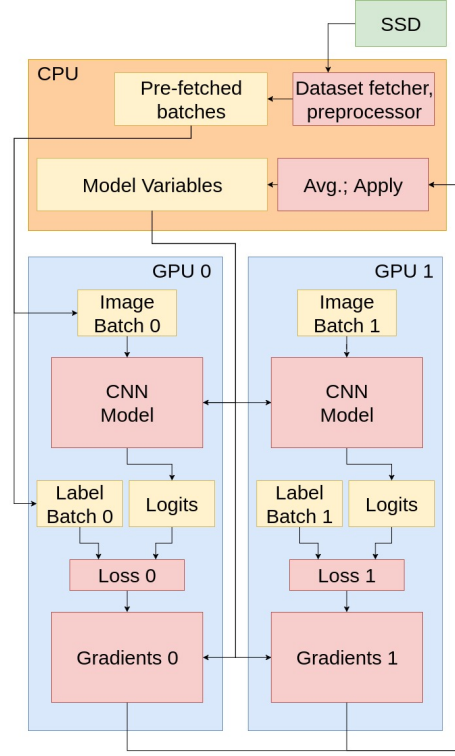 SSD
CPU
Pre-fetched
batches
Dataset fetcher,
preprocessor
Model Variables
Avg.; Apply
GPU 0
Image
Batch 0
CNN
Model
Label
Batch 0
Logits
Loss 0
Gradients 0
GPU 1
Image
Batch 1
CNN
Model
Label
Batch 1
Logits
Loss 1
Gradients 1